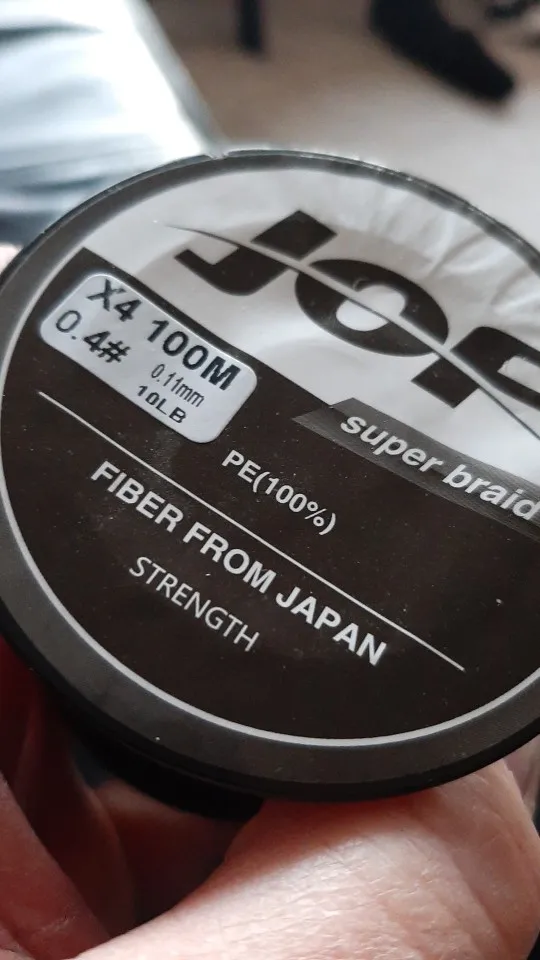 JOF
super braid
X4 100M
0.4# 0.11mm
10LB
PE(100%)
FIBER FROM JAPAN
STRENGTH